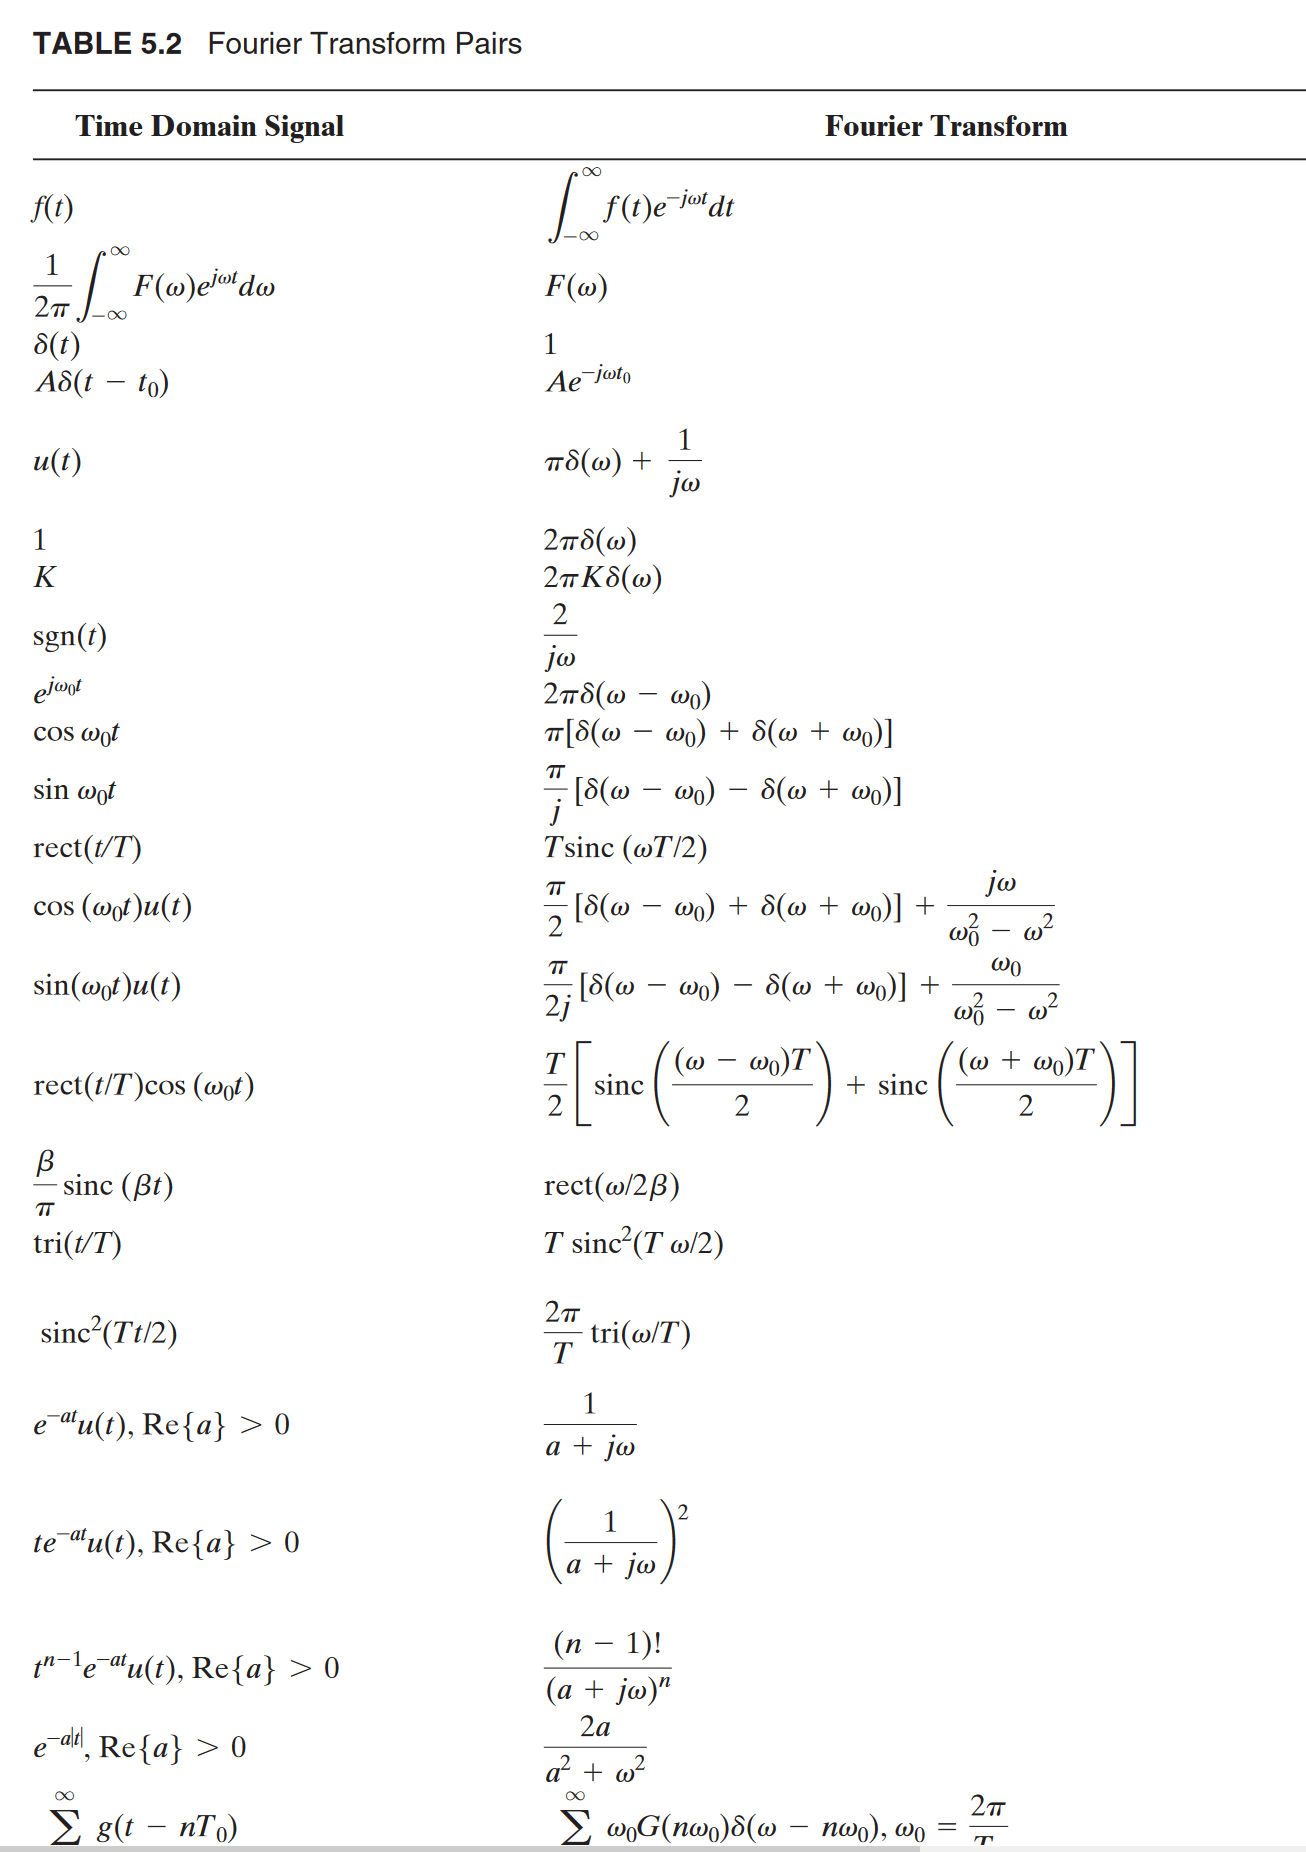 TABLE 5.2 Fourier Transform Pairs
Time Domain Signal Fourier Transform
f(t) ∫_{−∞}^{∞} f(t)e^{−jωt}dt
1/2π ∫_{−∞}^{∞} F(ω)e^{jωt}dω F(ω)
δ(t) 1
Aδ(t − t₀) Ae^{−jωt₀}
u(t) πδ(ω) + 1/jω
1 2πδ(ω)
K 2πKδ(ω)
sgn(t) 2/jω
e^{jω₀t} 2πδ(ω − ω₀)
cos ω₀t π[δ(ω − ω₀) + δ(ω + ω₀)]
sin ω₀t π/j [δ(ω − ω₀) − δ(ω + ω₀)]
rect(t/T) Tsinc (ωT/2)
cos (ω₀t)u(t) π/2 [δ(ω − ω₀) + δ(ω + ω₀)] + jω/(ω₀² − ω²)
sin(ω₀t)u(t) π/2j [δ(ω − ω₀) − δ(ω + ω₀)] + ω₀/(ω₀² − ω²)
rect(t/T)cos (ω₀t) T/2 [sinc ((ω − ω₀)T/2) + sinc ((ω + ω₀)T/2)]
β/π sinc (βt) rect(ω/2β)
tri(t/T) T sinc²(T ω/2)
sinc²(Tt/2) 2π/T tri(ω/T)
e^{−at}u(t), Re{a} > 0 1/(a + jω)
te^{−at}u(t), Re{a} > 0 (1/(a + jω))²
t^{n−1}e^{−at}u(t), Re{a} > 0 (n − 1)!/(a + jω)^n
e^{−a|t|}, Re{a} > 0 2a/(a² + ω²)
∑^{∞} g(t − nT₀) ∑^{∞} ω₀G(nω₀)δ(ω − nω₀), ω₀ = 2π/T